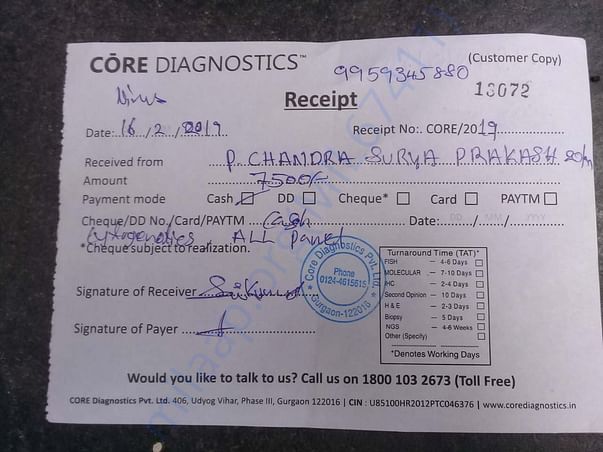 CŌRE DIAGNOSTICS™
(Customer Copy)
9959345880
13072
Nims
Receipt
Date: 16/2/2019
Receipt No:. CORE/2019
Received from P. CHANDRA SURYA PRAKASH 20/m
Amount 7500/-
Payment mode Cash DD Cheque* Card PAYTM
Cheque/DD No./Card/PAYTM Cash Date: DD/MM/YYYY
Cytogenetics, ALL Panel
*Cheque subject to realization.
Core Diagnostics Pvt. Ltd.
Phone
0124-4615615
Gurgaon-122016
Turnaround Time (TAT)*
FISH — 4-6 Days
MOLECULAR — 7-10 Days
IHC — 2-4 Days
Second Opinion — 10 Days
H & E — 2-3 Days
Biopsy — 5 Days
NGS — 4-6 Weeks
Other (Specify)
*Denotes Working Days
Signature of Receiver
Signature of Payer
Would you like to talk to us? Call us on 1800 103 2673 (Toll Free)
CORE Diagnostics Pvt. Ltd. 406, Udyog Vihar, Phase III, Gurgaon 122016 | CIN : U85100HR2012PTC046376 | www.corediagnostics.in